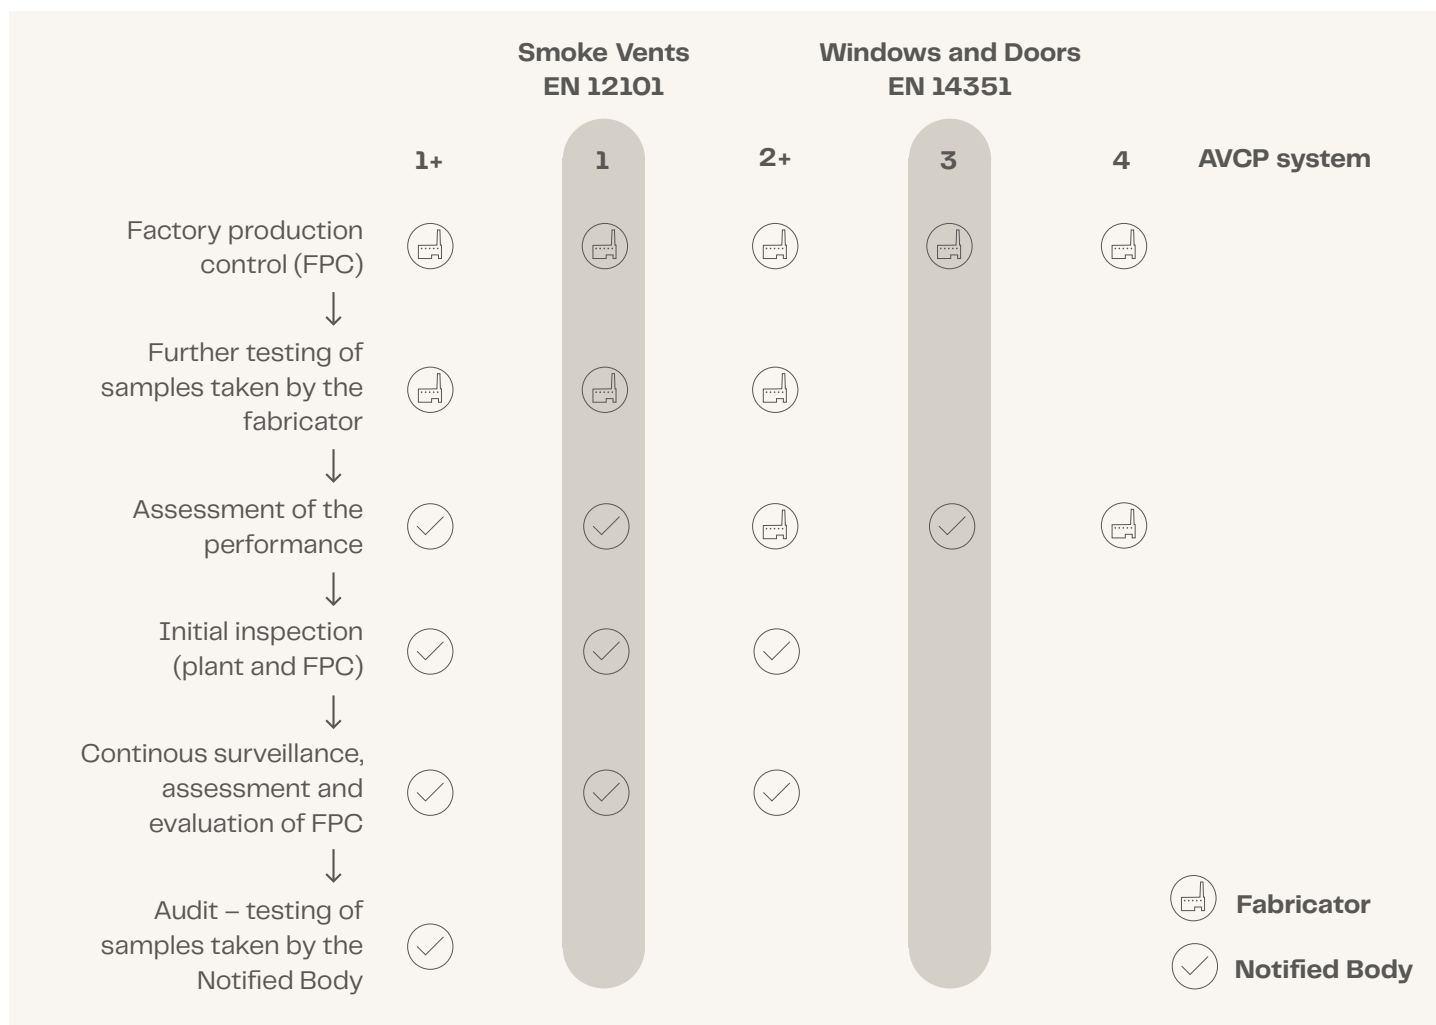 Smoke Vents
EN 12101
Windows and Doors
EN 14351
1+
1
2+
3
4
AVCP system
Factory production
control (FPC)
Further testing of
samples taken by the
fabricator
Assessment of the
performance
Initial inspection
(plant and FPC)
Continous surveillance,
assessment and
evaluation of FPC
Audit – testing of
samples taken by the
Notified Body
Fabricator
Notified Body